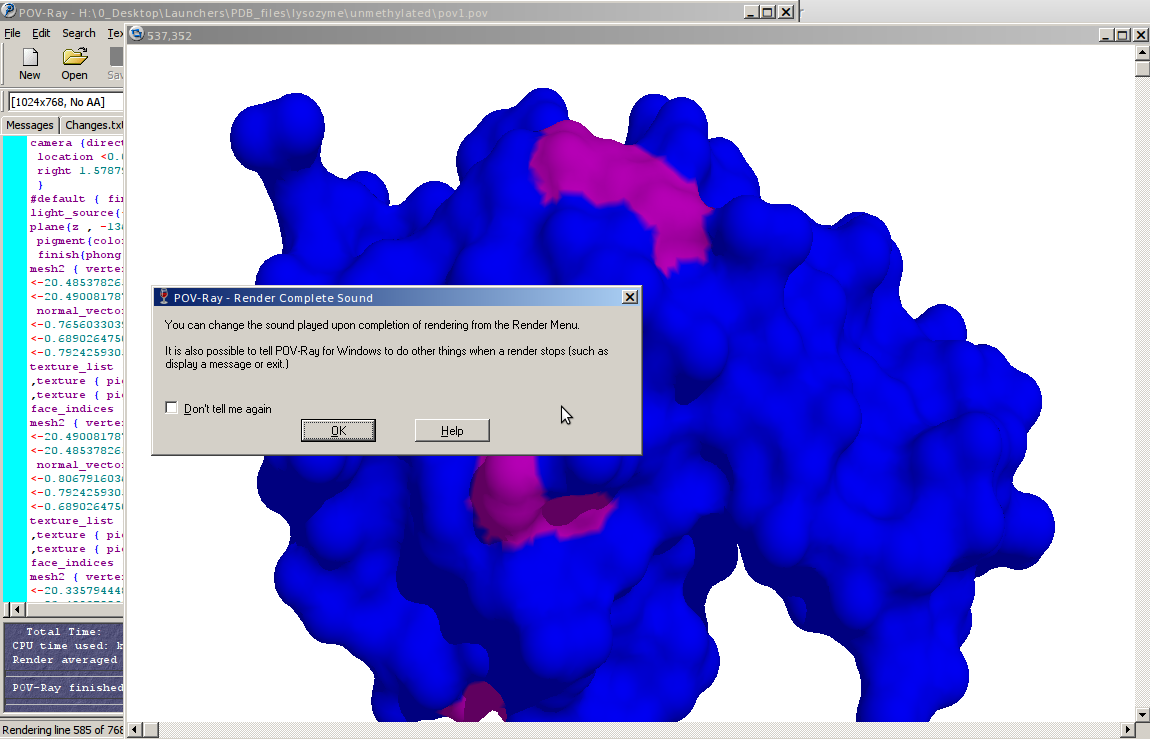 POV-Ray - H:\0_Desktop\Launchers\PDB_files\lysozyme\unmethylated\pov1.pov
File Edit Search Tex
537,352
New Open Sav
[1024x768, No AA]
Messages Changes.txt
camera {direct
location <0.0
right 1.5787
}
#default { fin
light_source{
plane{z , -13
pigment{colo
finish{phong
mesh2 { verte
<-20.48537826
<-20.49008178
normal_vecto
<-0.765603303
<-0.689026475
<-0.79242593
texture_list
,texture { pi
,texture { pi
face_indices
mesh2 { verte
<-20.49008178
<-20.48537826
normal_vecto
<-0.80679160
<-0.79242593
<-0.689026475
texture_list
,texture { pi
,texture { pi
face_indices
mesh2 { verte
<-20.33579444
POV-Ray - Render Complete Sound
You can change the sound played upon completion of rendering from the Render Menu.
It is also possible to tell POV-Ray for Windows to do other things when a render stops (such as
display a message or exit.)
Don't tell me again
OK Help
Total Time:
CPU time used: k
Render averaged
POV-Ray finished
Rendering line 585 of 768